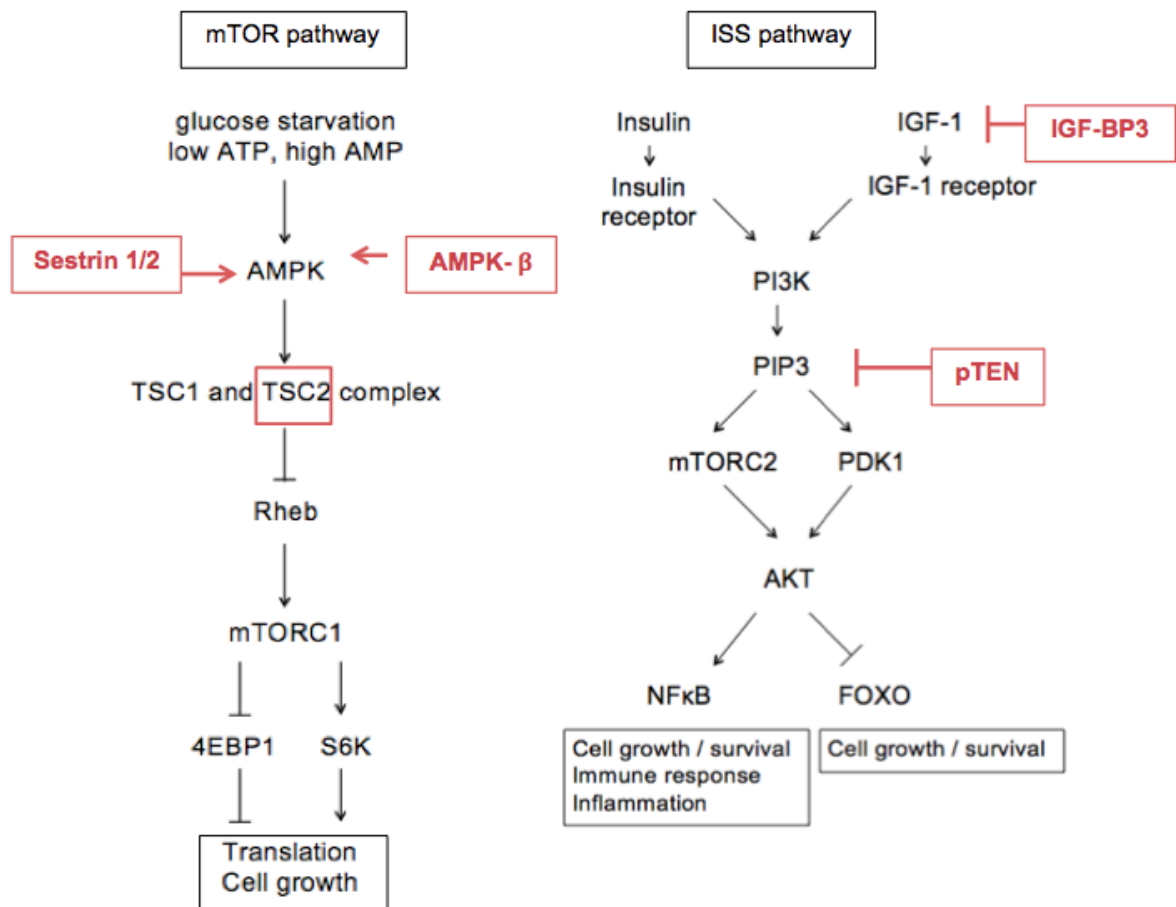 mTOR pathway
glucose starvation
low ATP, high AMP
Sestrin 1/2
AMPK
AMPK- β
TSC1 and TSC2 complex
Rheb
mTORC1
4EBP1
S6K
Translation
Cell growth
ISS pathway
Insulin
IGF-1
IGF-BP3
Insulin
receptor
IGF-1 receptor
PI3K
PIP3
pTEN
mTORC2
PDK1
AKT
NFκB
FOXO
Cell growth / survival
Immune response
Inflammation
Cell growth / survival